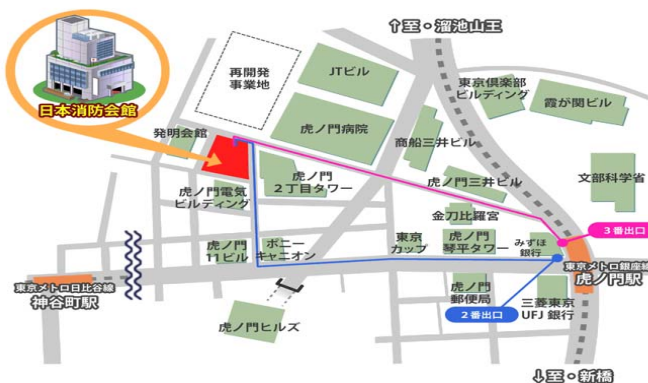 ↑至・溜池山王
再開発
事業地
JTビル
東京倶楽部
ビルディング
霞が関ビル
日本消防会館
発明会館
虎ノ門病院
商船三井ビル
虎ノ門
2丁目タワー
虎ノ門三井ビル
文部科学省
虎ノ門電気
ビルディング
金刀比羅宮
3番出口
虎ノ門
11ビル
ポニー
キャニオン
東京
カップ
虎ノ門
琴平タワー
みずほ
銀行
東京メトロ銀座線
虎ノ門駅
東京メトロ日比谷線
神谷町駅
虎ノ門
郵便局
三菱東京
UFJ 銀行
虎ノ門ヒルズ
2番出口
↓至・新橋